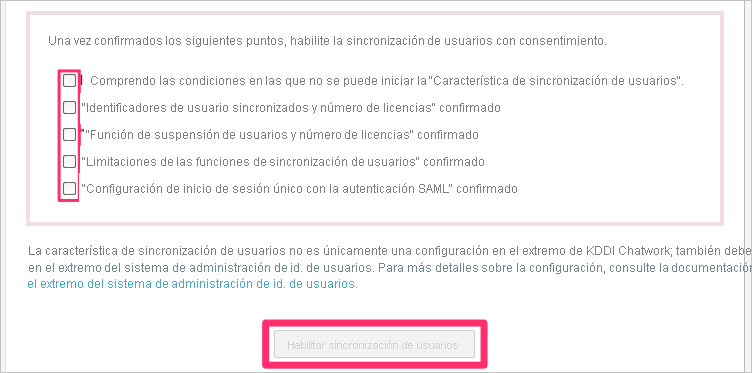 Una vez confirmados los siguientes puntos, habilite la sincronización de usuarios con consentimiento.
Comprendo las condiciones en las que no se puede iniciar la "Característica de sincronización de usuarios".
"Identificadores de usuario sincronizados y número de licencias" confirmado
"Función de suspensión de usuarios y número de licencias" confirmado
"Limitaciones de las funciones de sincronización de usuarios" confirmado
"Configuración de inicio de sesión único con la autenticación SAML" confirmado
La característica de sincronización de usuarios no es únicamente una configuración en el extremo de KDDI Chatwork; también debe
en el extremo del sistema de administración de id. de usuarios. Para más detalles sobre la configuración, consulte la documentación
el extremo del sistema de administración de id. de usuarios.
Habilitar sincronización de usuarios